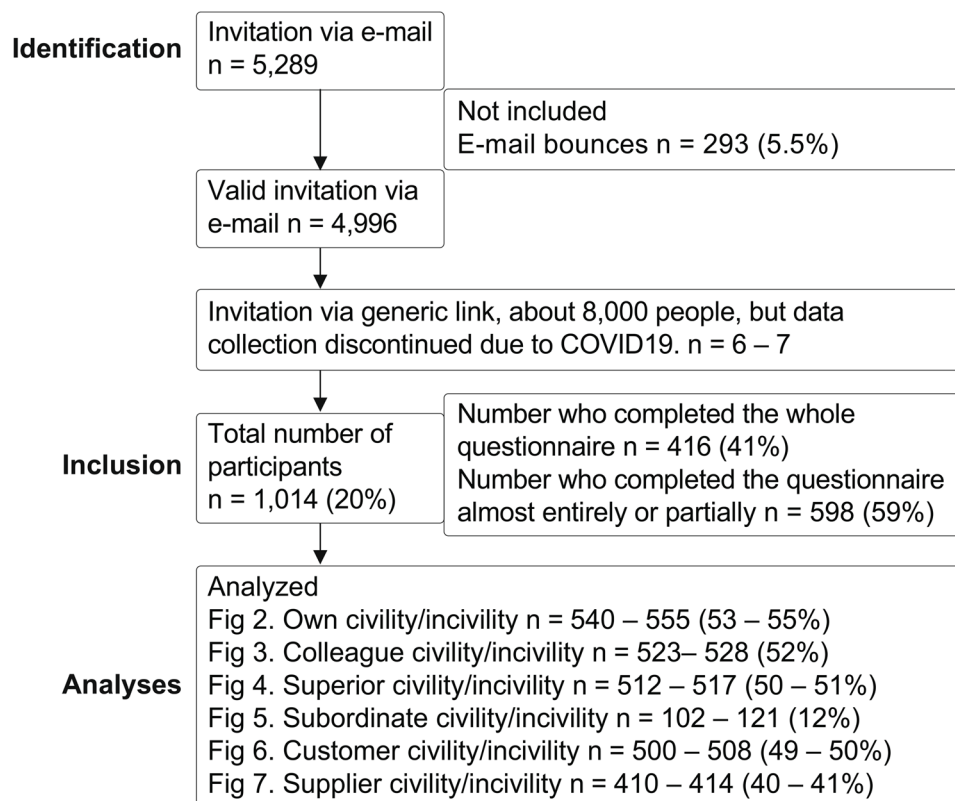 Identification
Invitation via e-mail
n = 5,289
Not included
E-mail bounces n = 293 (5.5%)
Valid invitation via
e-mail n = 4,996
Invitation via generic link, about 8,000 people, but data
collection discontinued due to COVID19. n = 6 – 7
Inclusion
Total number of
participants
n = 1,014 (20%)
Number who completed the whole
questionnaire n = 416 (41%)
Number who completed the questionnaire
almost entirely or partially n = 598 (59%)
Analyses
Analyzed
Fig 2. Own civility/incivility n = 540 – 555 (53 – 55%)
Fig 3. Colleague civility/incivility n = 523– 528 (52%)
Fig 4. Superior civility/incivility n = 512 – 517 (50 – 51%)
Fig 5. Subordinate civility/incivility n = 102 – 121 (12%)
Fig 6. Customer civility/incivility n = 500 – 508 (49 – 50%)
Fig 7. Supplier civility/incivility n = 410 – 414 (40 – 41%)